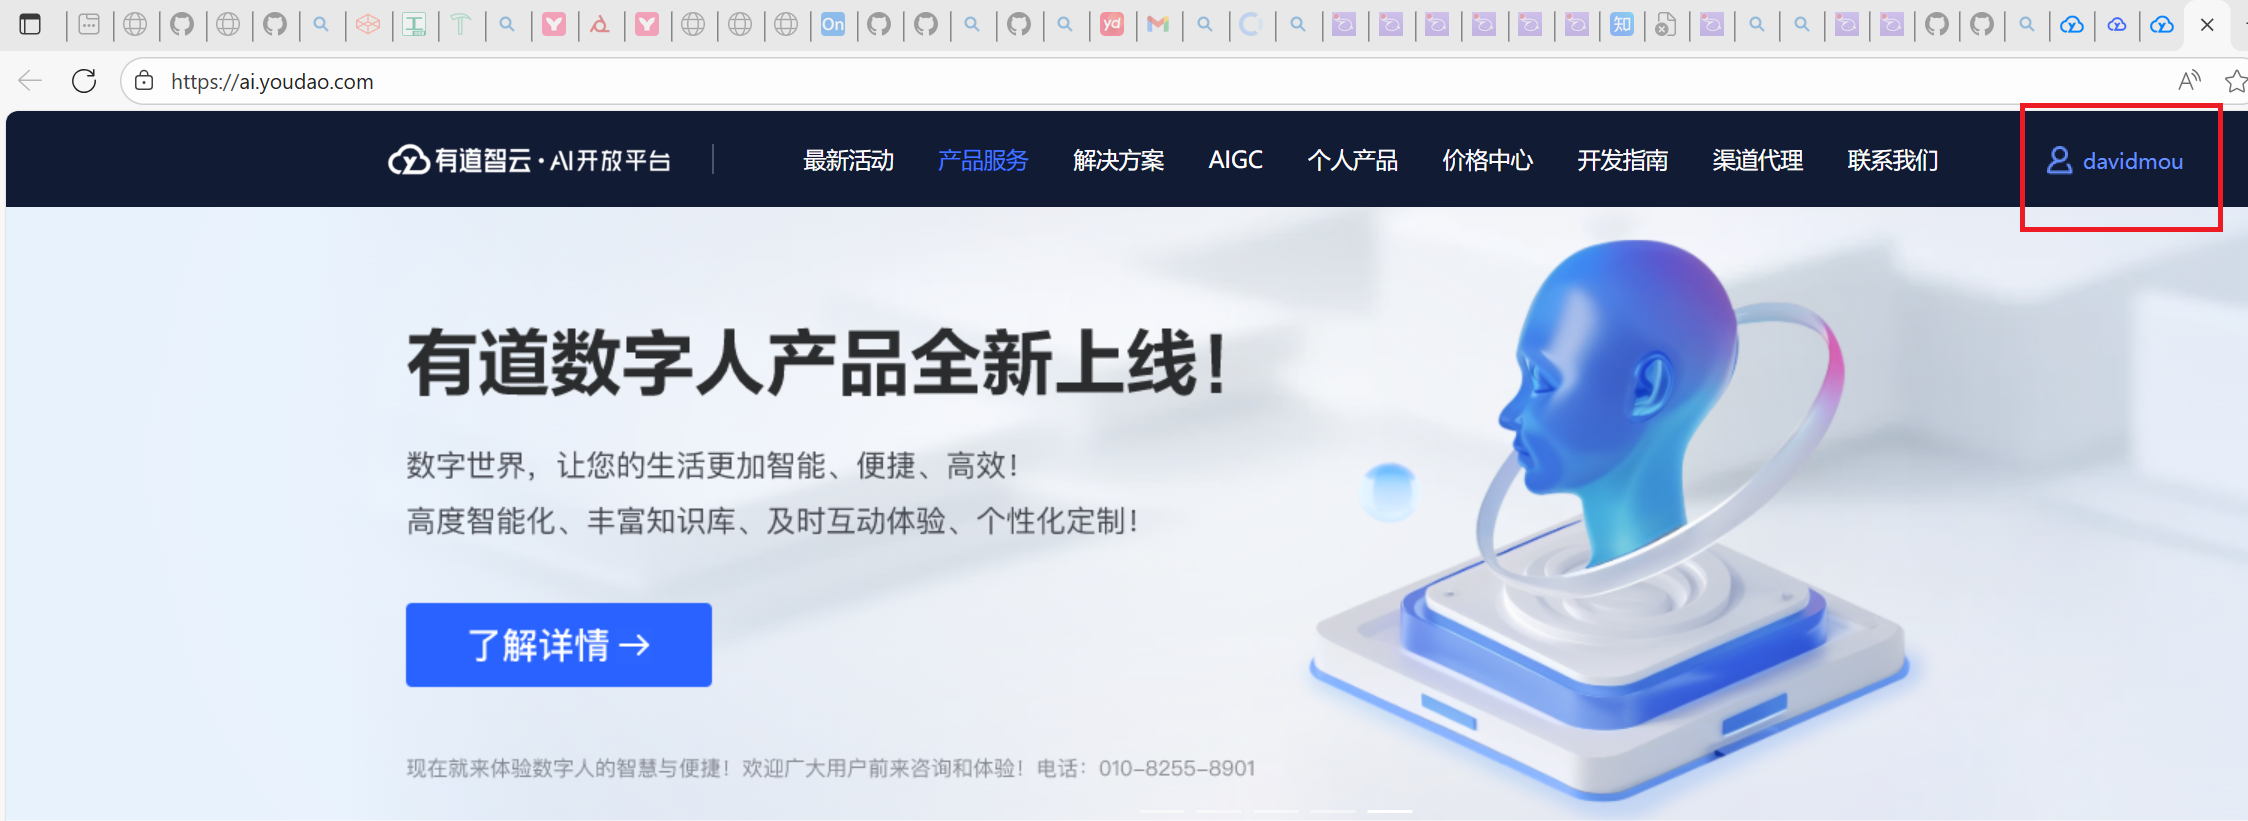 On
yd
知
https://ai.youdao.com
有道智云·AI开放平台
最新活动 产品服务 解决方案 AIGC 个人产品 价格中心 开发指南 渠道代理 联系我们 davidmou
有道数字人产品全新上线！
数字世界，让您的生活更加智能、便捷、高效！
高度智能化、丰富知识库、及时互动体验、个性化定制！
了解详情→
现在就来体验数字人的智慧与便捷！欢迎广大用户前来咨询和体验！电话：010-8255-8901